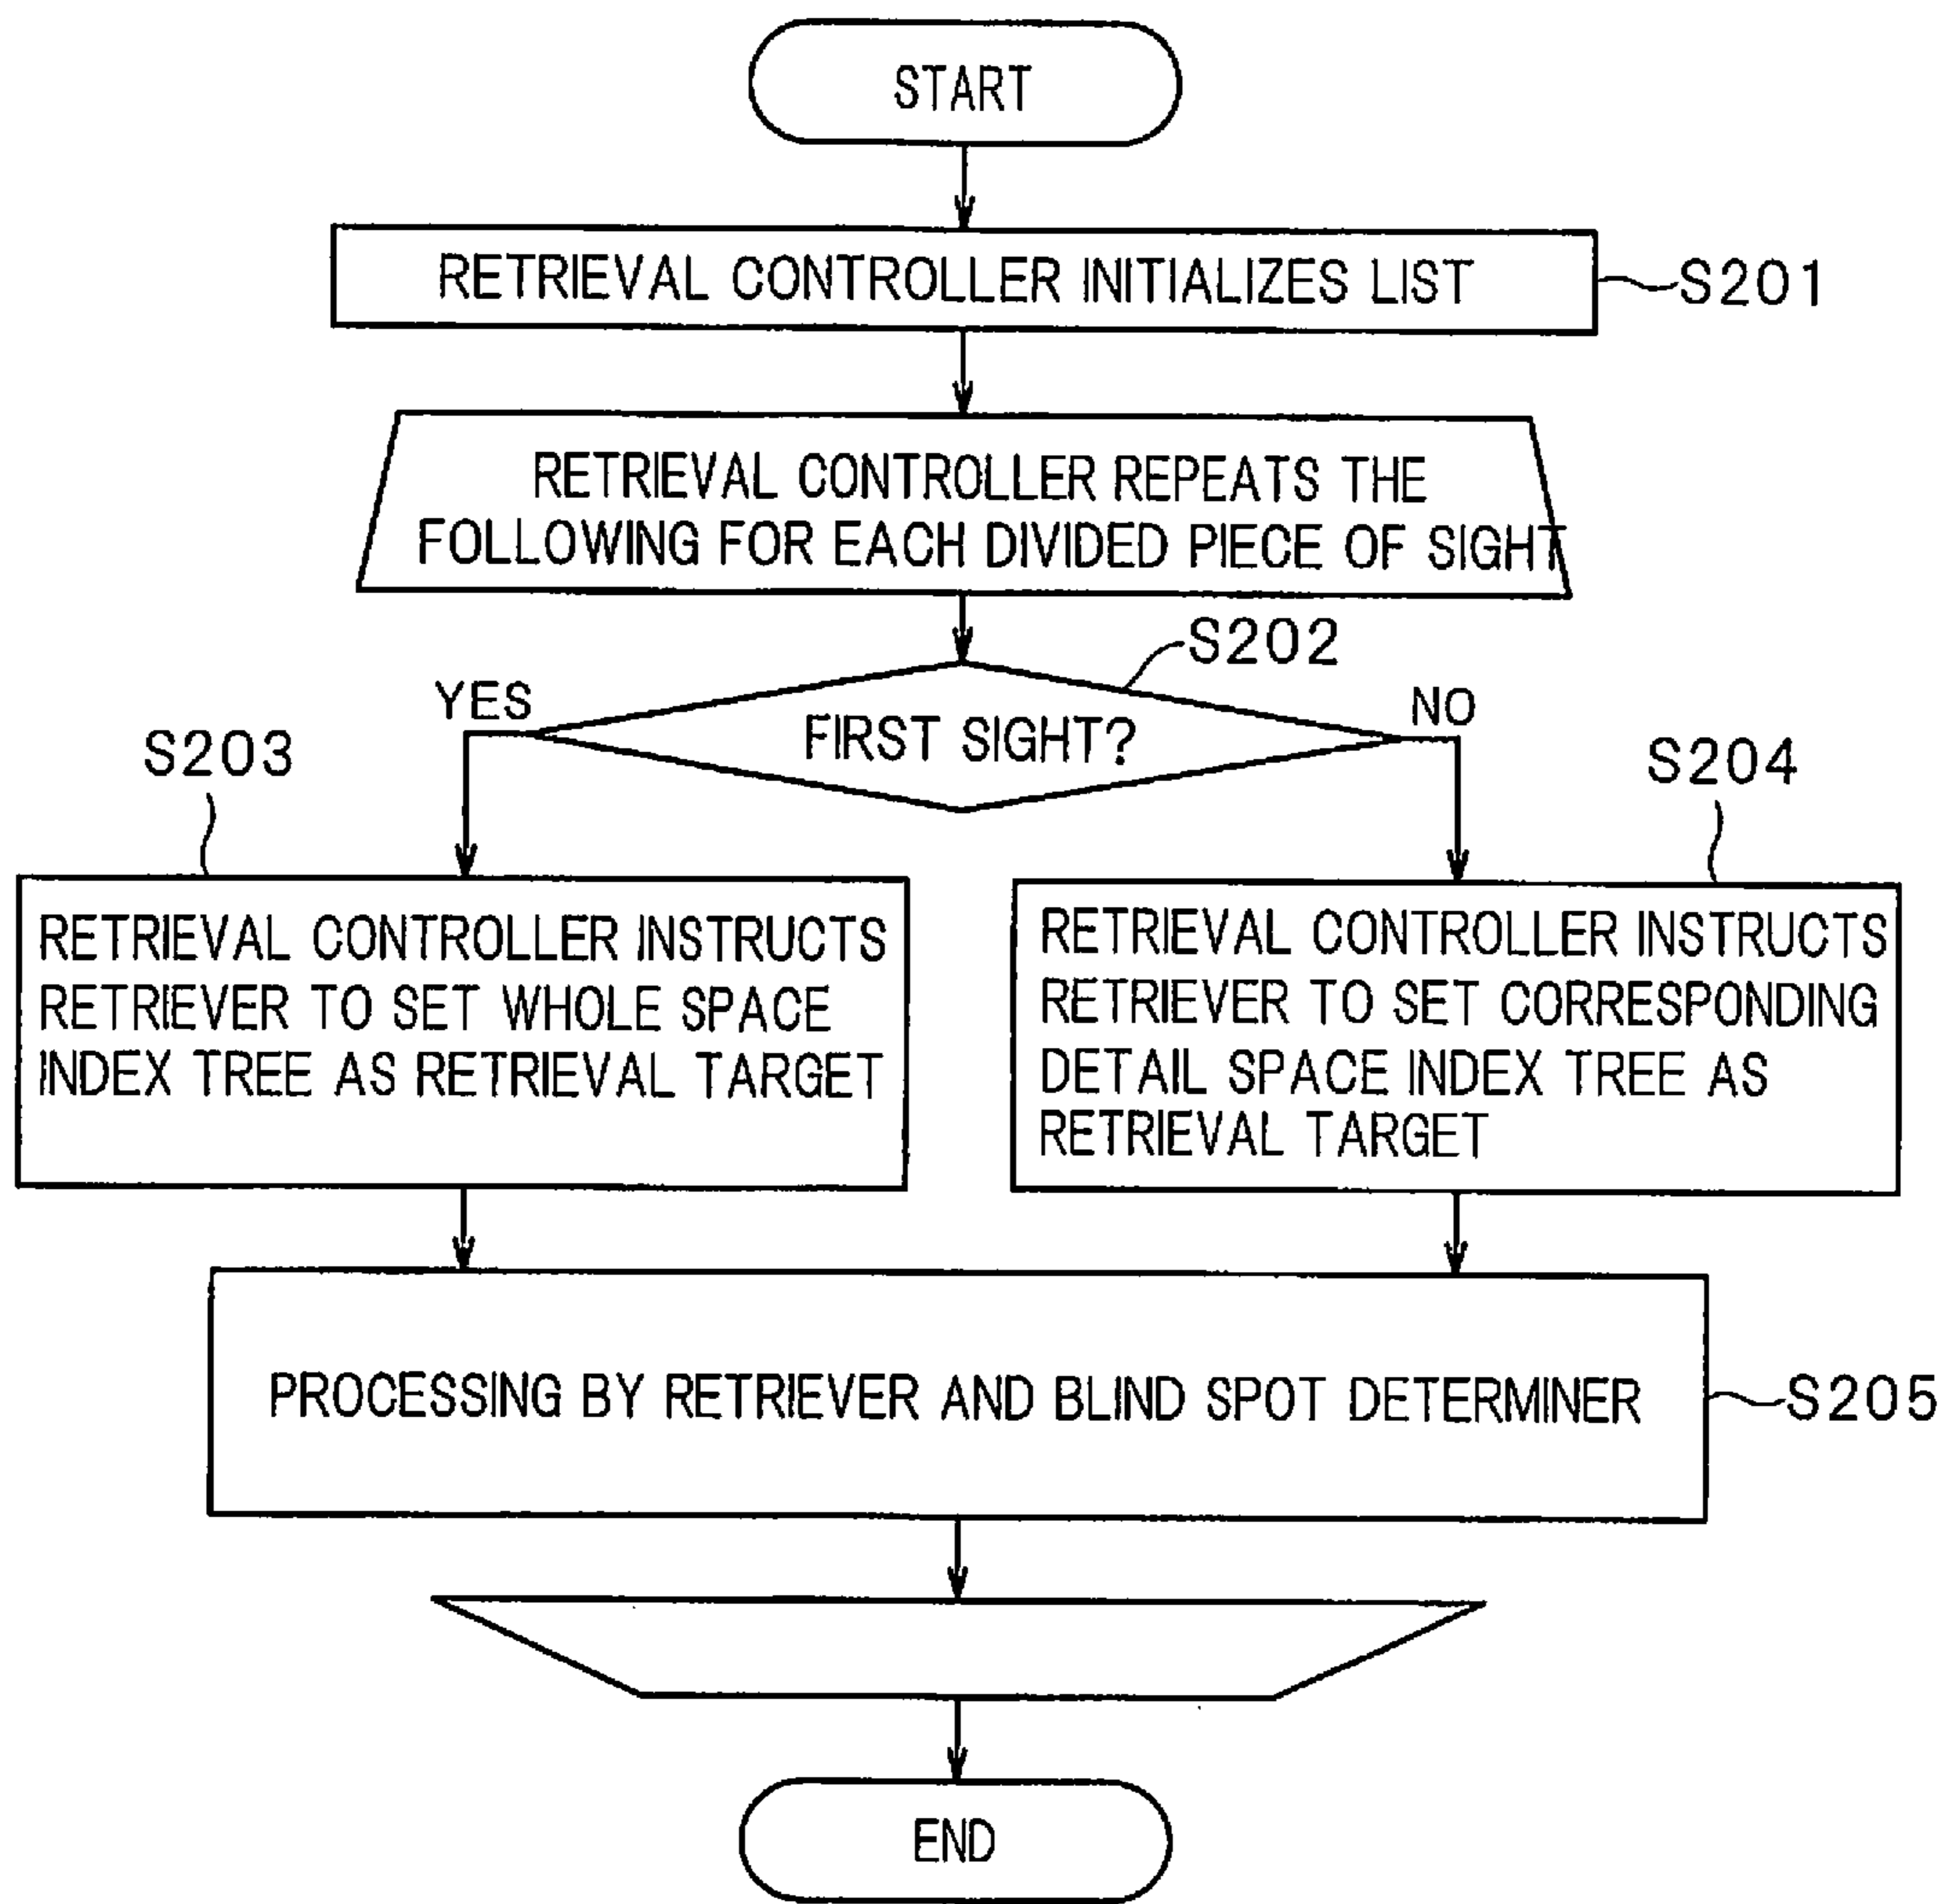 START
RETRIEVAL CONTROLLER INITIALIZES LIST
S201
RETRIEVAL CONTROLLER REPEATS THE
FOLLOWING FOR EACH DIVIDED PIECE OF SIGHT
S202
FIRST SIGHT?
YES
NO
S203
RETRIEVAL CONTROLLER INSTRUCTS
RETRIEVER TO SET WHOLE SPACE
INDEX TREE AS RETRIEVAL TARGET
S204
RETRIEVAL CONTROLLER INSTRUCTS
RETRIEVER TO SET CORRESPONDING
DETAIL SPACE INDEX TREE AS
RETRIEVAL TARGET
PROCESSING BY RETRIEVER AND BLIND SPOT DETERMINER
S205
END